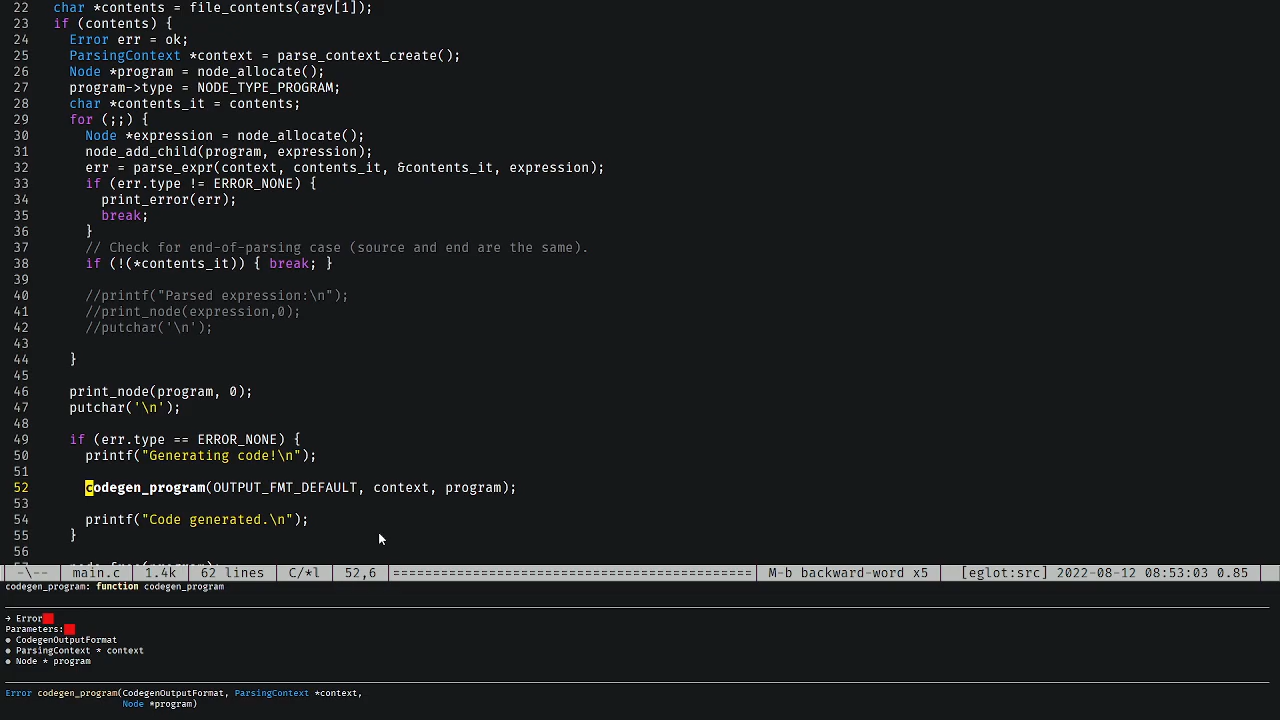 22   char *contents = file_contents(argv[1]);
23   if (contents) {
24     Error err = ok;
25     ParsingContext *context = parse_context_create();
26     Node *program = node_allocate();
27     program->type = NODE_TYPE_PROGRAM;
28     char *contents_it = contents;
29     for (;;) {
30       Node *expression = node_allocate();
31       node_add_child(program, expression);
32       err = parse_expr(context, contents_it, &contents_it, expression);
33       if (err.type != ERROR_NONE) {
34         print_error(err);
35         break;
36       }
37       // Check for end-of-parsing case (source and end are the same).
38       if (!(*contents_it)) { break; }
39
40       //printf("Parsed expression:\n");
41       //print_node(expression,0);
42       //putchar('\n');
43
44     }
45
46     print_node(program, 0);
47     putchar('\n');
48
49     if (err.type == ERROR_NONE) {
50       printf("Generating code!\n");
51
52       codegen_program(OUTPUT_FMT_DEFAULT, context, program);
53
54       printf("Code generated.\n");
55     }
56
57     node_free(program);
-\-- main.c 1.4k 62 lines C/*l 52,6 ============================================= M-b backward-word x5 [eglot:src] 2022-08-12 08:53:03 0.85
codegen_program: function codegen_program
→ Error
Parameters:
● CodegenOutputFormat
● ParsingContext * context
● Node * program
Error codegen_program(CodegenOutputFormat, ParsingContext *context,
Node *program)